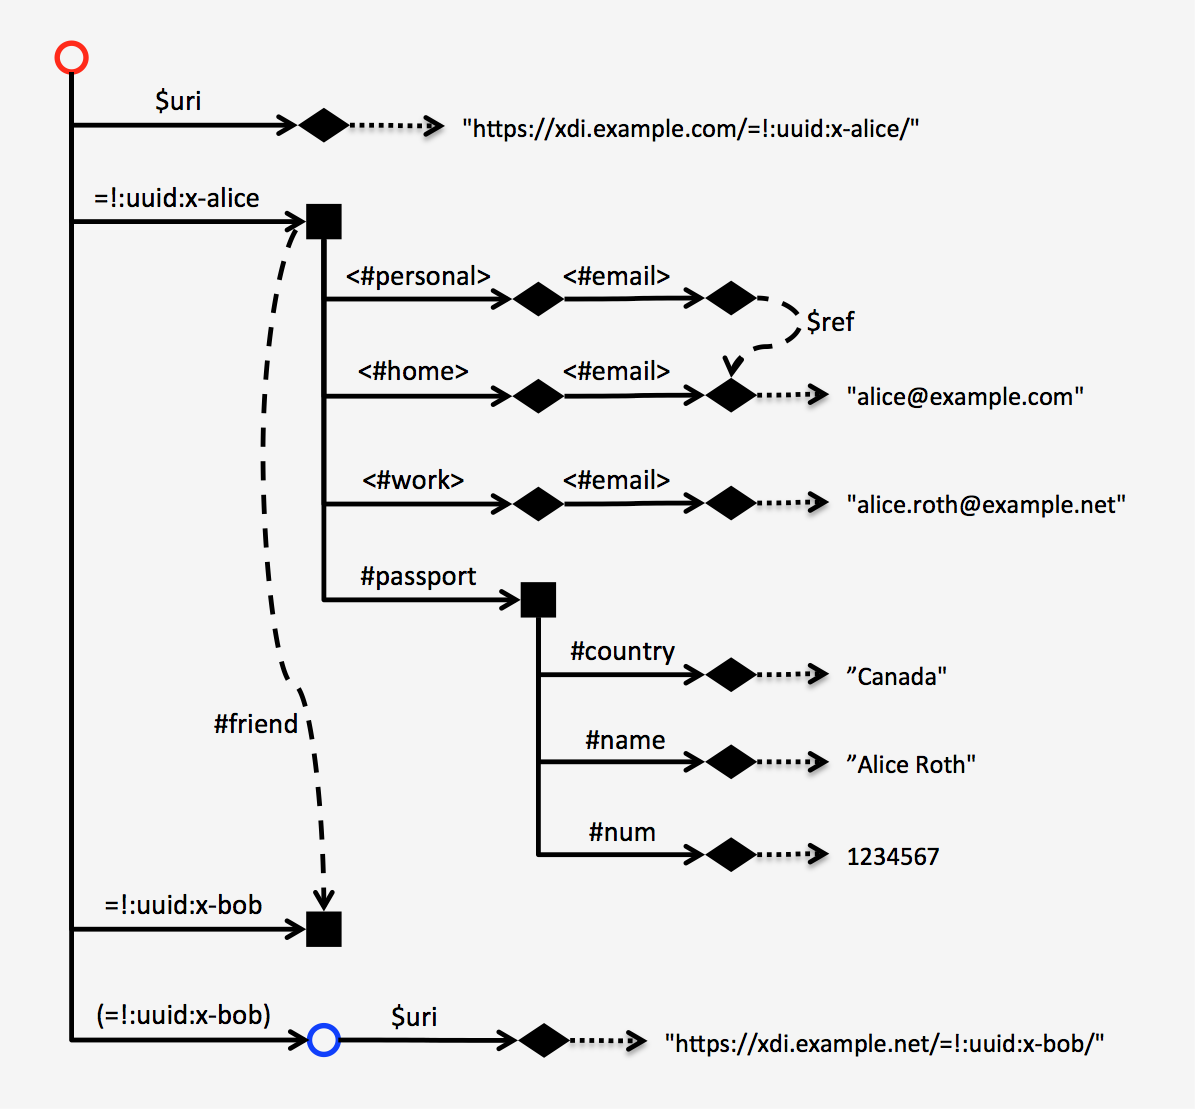 $uri
"https://xdi.example.com/=!:uuid:x-alice/"
=!:uuid:x-alice
<#personal> <#email>
$ref
<#home> <#email>
"alice@example.com"
<#work> <#email>
"alice.roth@example.net"
#passport
#country
”Canada"
#friend
#name
”Alice Roth"
#num
1234567
=!:uuid:x-bob
(=!:uuid:x-bob)
$uri
"https://xdi.example.net/=!:uuid:x-bob/"